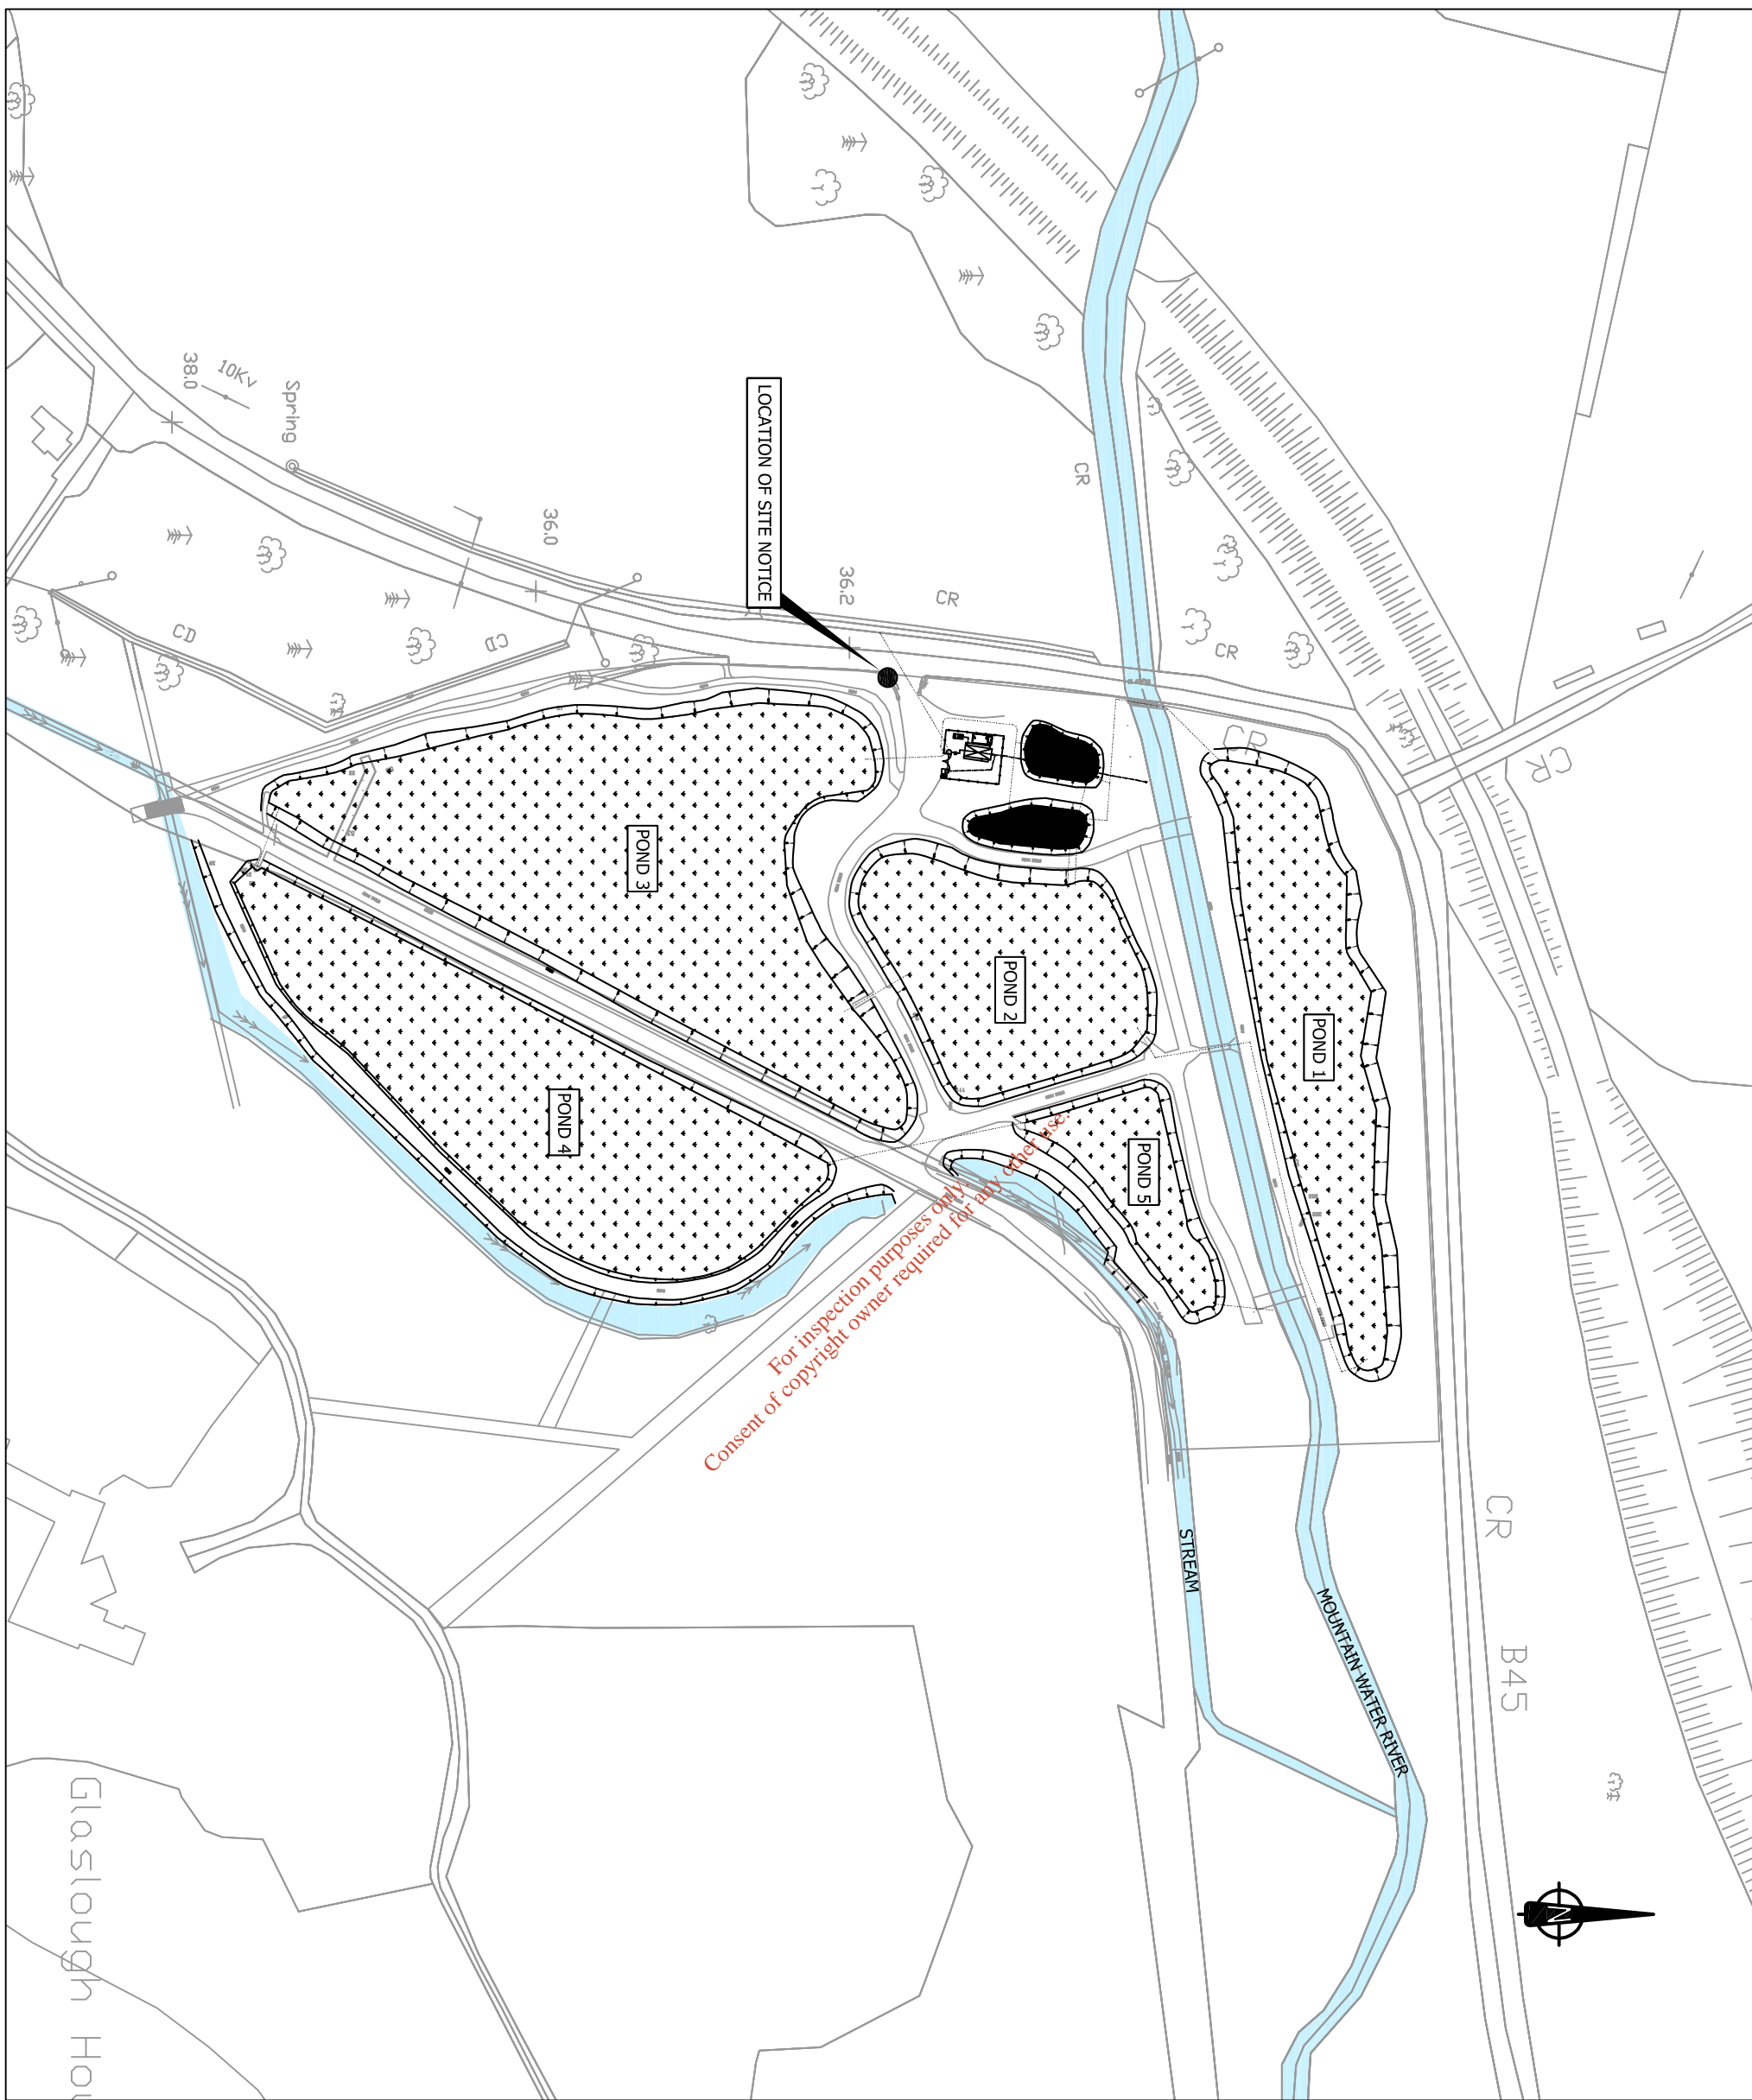 CR
B45
CR
CR
CR
CR
CR
MOUNTAIN WATER RIVER
STREAM
POND 1
POND 5
POND 2
POND 3
POND 4
LOCATION OF SITE NOTICE
36.2
36.0
Spring
10Kv
38.0
CD
CD
N
Glaslough Hou
For inspection purposes only.
Consent of copyright owner required for any other use.